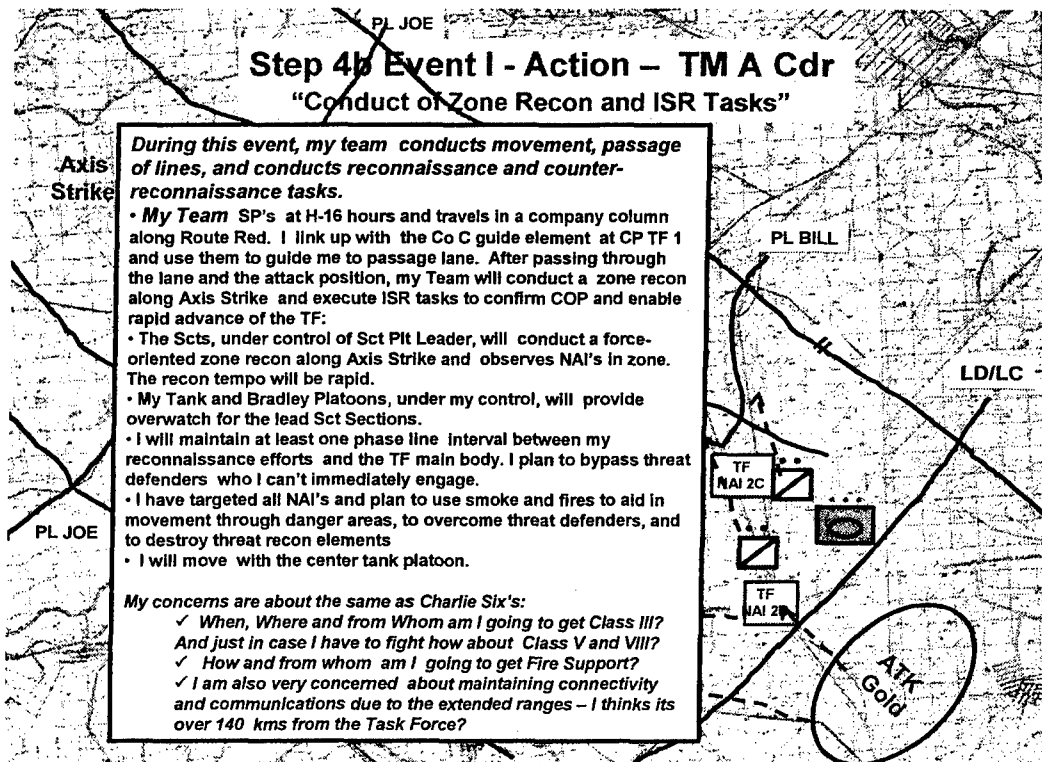 PL JOE
Step 4b Event I - Action – TM A Cdr
"Conduct of Zone Recon and ISR Tasks"
Axis
Strike
During this event, my team conducts movement, passage
of lines, and conducts reconnaissance and counter-
reconnaissance tasks.
• My Team SP's at H-16 hours and travels in a company column
along Route Red. I link up with the Co C guide element at CP TF 1
and use them to guide me to passage lane. After passing through
the lane and the attack position, my Team will conduct a zone recon
along Axis Strike and execute ISR tasks to confirm COP and enable
rapid advance of the TF:
• The Scts, under control of Sct Plt Leader, will conduct a force-
oriented zone recon along Axis Strike and observes NAI's in zone.
The recon tempo will be rapid.
• My Tank and Bradley Platoons, under my control, will provide
overwatch for the lead Sct Sections.
• I will maintain at least one phase line interval between my
reconnaissance efforts and the TF main body. I plan to bypass threat
defenders who I can't immediately engage.
• I have targeted all NAI's and plan to use smoke and fires to aid in
movement through danger areas, to overcome threat defenders, and
to destroy threat recon elements
• I will move with the center tank platoon.
My concerns are about the same as Charlie Six's:
✓ When, Where and from Whom am I going to get Class III?
And just in case I have to fight how about Class V and VIII?
✓ How and from whom am I going to get Fire Support?
✓ I am also very concerned about maintaining connectivity
and communications due to the extended ranges – I thinks its
over 140 kms from the Task Force?
PL BILL
LD/LC
TF
NAI 2C
PL JOE
TF
NAI
ATK
Gold